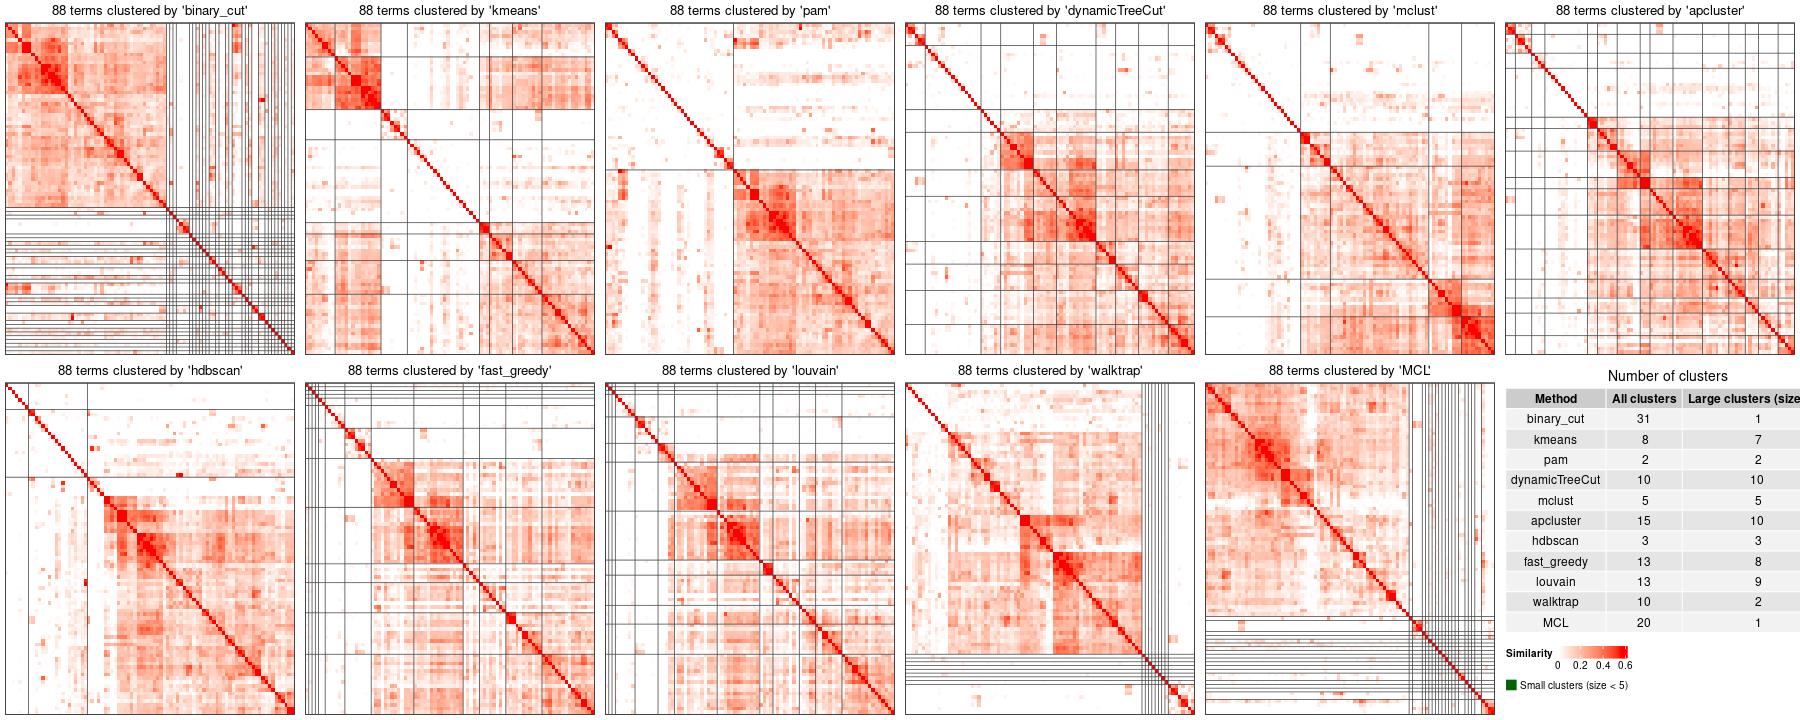 88 terms clustered by 'binary_cut'
88 terms clustered by 'kmeans'
88 terms clustered by 'pam'
88 terms clustered by 'dynamicTreeCut'
88 terms clustered by 'mclust'
88 terms clustered by 'apcluster'
88 terms clustered by 'hdbscan'
88 terms clustered by 'fast_greedy'
88 terms clustered by 'louvain'
88 terms clustered by 'walktrap'
88 terms clustered by 'MCL'
Number of clusters
Method All clusters Large clusters (size
binary_cut 31 1
kmeans 8 7
pam 2 2
dynamicTreeCut 10 10
mclust 5 5
apcluster 15 10
hdbscan 3 3
fast_greedy 13 8
louvain 13 9
walktrap 10 2
MCL 20 1
Similarity
0 0.2 0.4 0.6
Small clusters (size < 5)